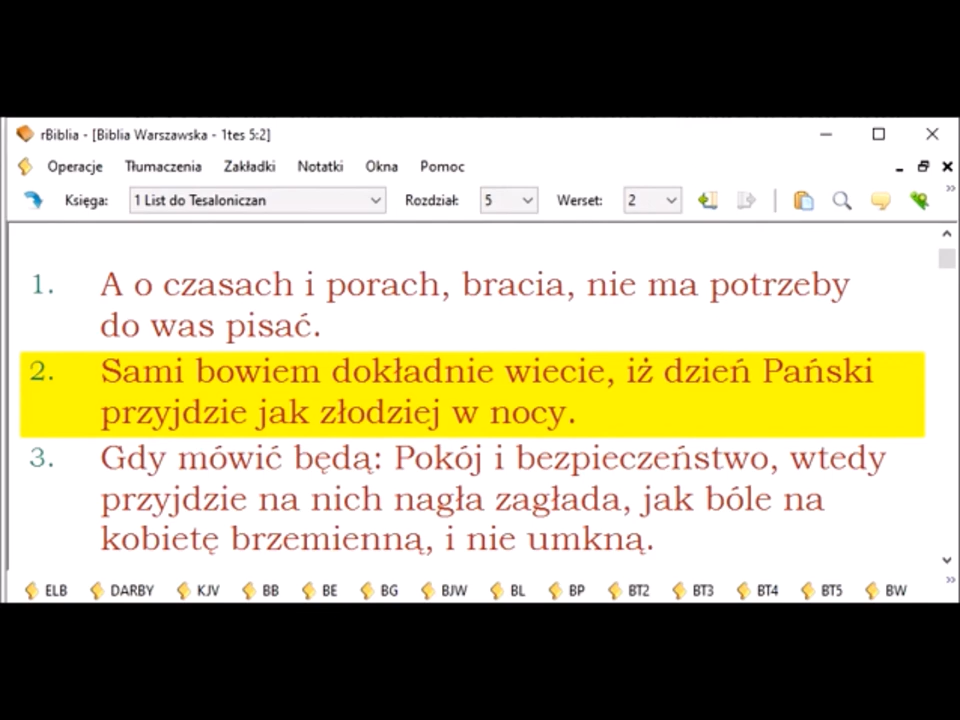 rBiblia - [Biblia Warszawska - 1tes 5:2]
Operacje Tłumaczenia Zakładki Notatki Okna Pomoc
Księga: 1 List do Tesaloniczan Rozdział: 5 Werset: 2
1. A o czasach i porach, bracia, nie ma potrzeby
do was pisać.
2. Sami bowiem dokładnie wiecie, iż dzień Pański
przyjdzie jak złodziej w nocy.
3. Gdy mówić będą: Pokój i bezpieczeństwo, wtedy
przyjdzie na nich nagła zagłada, jak bóle na
kobietę brzemienną, i nie umkną.
ELB DARBY KJV BB BE BG BJW BL BP BT2 BT3 BT4 BT5 BW